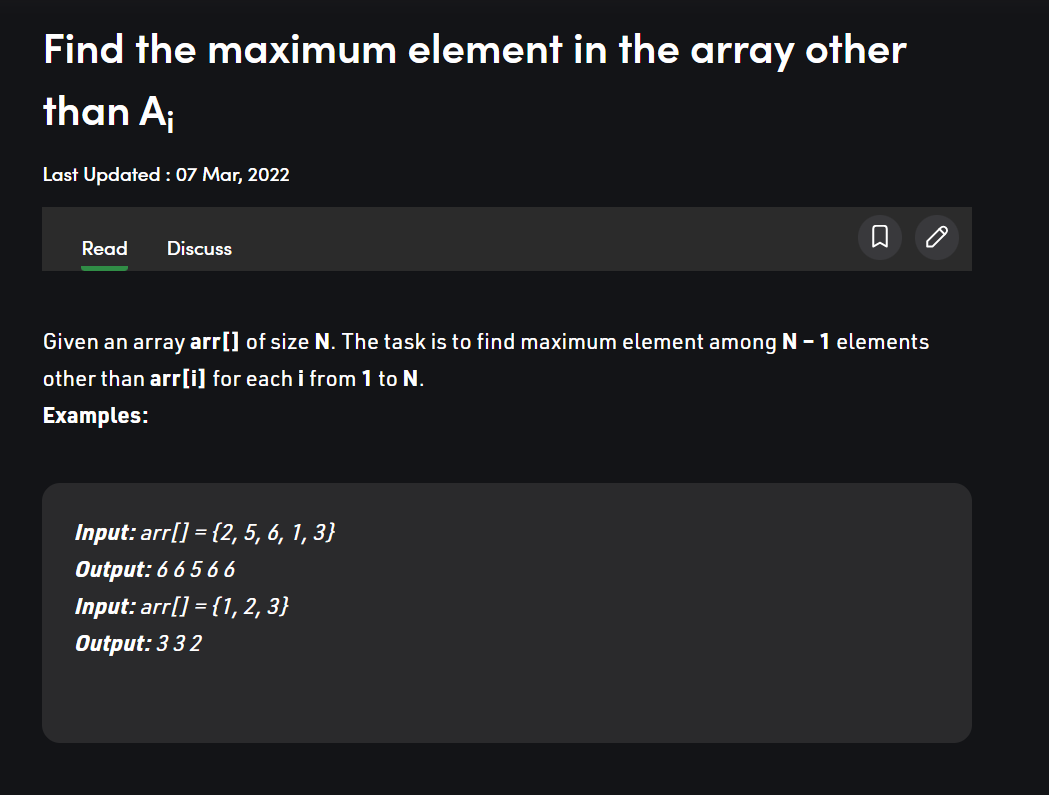 Find the maximum element in the array other
than Ai
Last Updated : 07 Mar, 2022
Read Discuss
Given an array arr[] of size N. The task is to find maximum element among N – 1 elements
other than arr[i] for each i from 1 to N.
Examples:
Input: arr[] = {2, 5, 6, 1, 3}
Output: 6 6 5 6 6
Input: arr[] = {1, 2, 3}
Output: 3 3 2